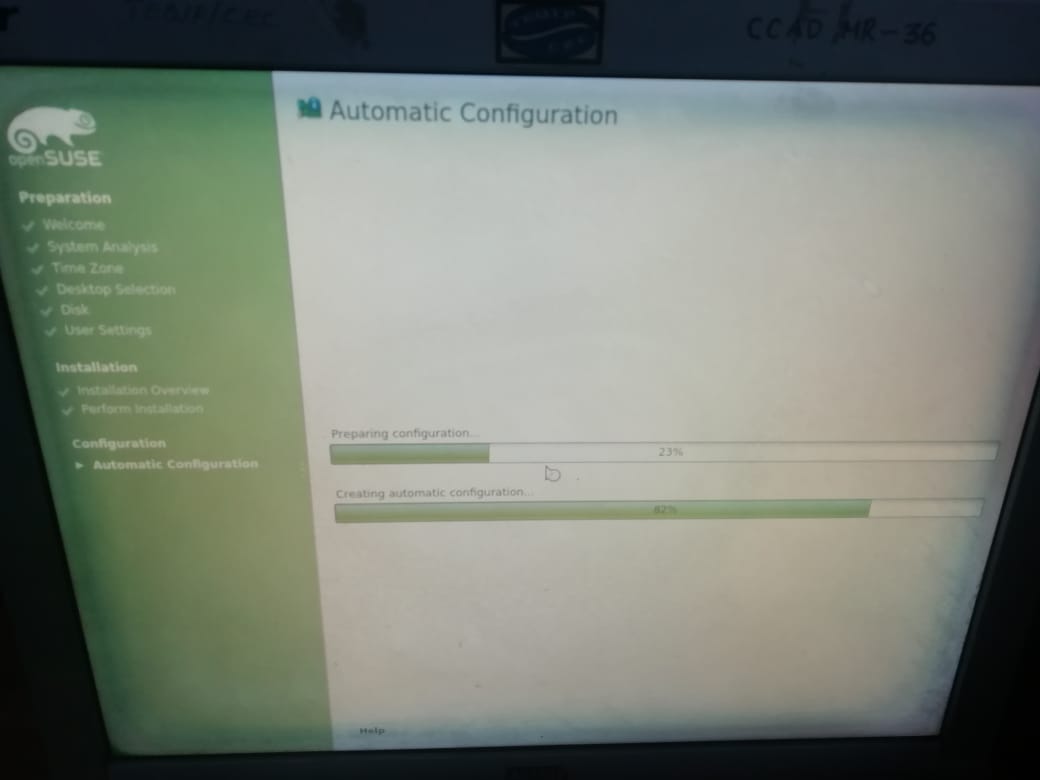 CCAD MR-36
openSUSE
Preparation
Welcome
System Analysis
Time Zone
Desktop Selection
Disk
User Settings
Installation
Installation Overview
Perform Installation
Configuration
Automatic Configuration
Automatic Configuration
Preparing configuration...
23%
Creating automatic configuration...
82%
Help